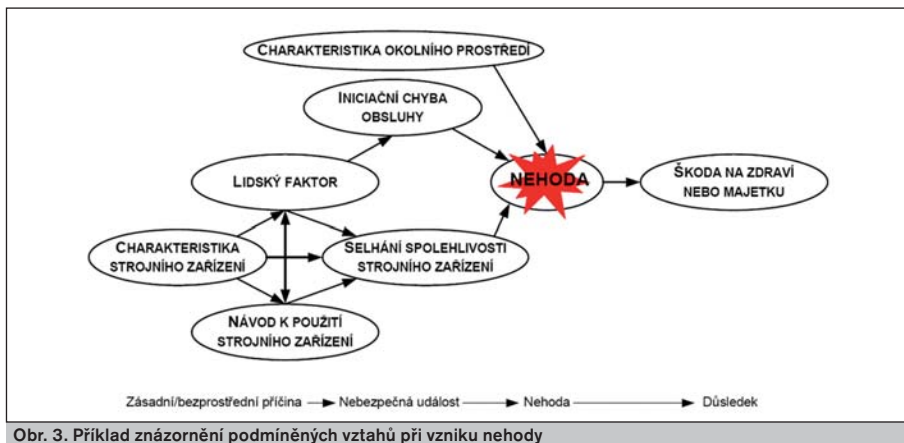 CHARAKTERISTIKA OKOLNÍHO PROSTŘEDÍ
INICIAČNÍ CHYBA
OBSLUHY
LIDSKÝ FAKTOR
NEHODA
ŠKODA NA ZDRAVÍ
NEBO MAJETKU
CHARAKTERISTIKA
STROJNÍHO ZAŘÍZENÍ
SELHÁNÍ SPOLEHLIVOSTI
STROJNÍHO ZAŘÍZENÍ
NÁVOD K POUŽITÍ
STROJNÍHO ZAŘÍZENÍ
Zásadní/bezprostřední příčina Nebezpečná událost Nehoda Důsledek
Obr. 3. Příklad znázornění podmíněných vztahů při vzniku nehody